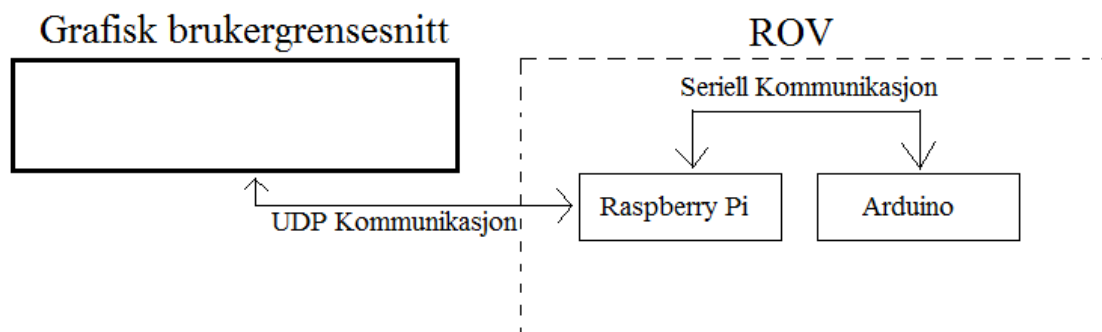 Grafisk brukergrensesnitt
ROV
Seriell Kommunikasjon
Raspberry Pi
Arduino
UDP Kommunikasjon